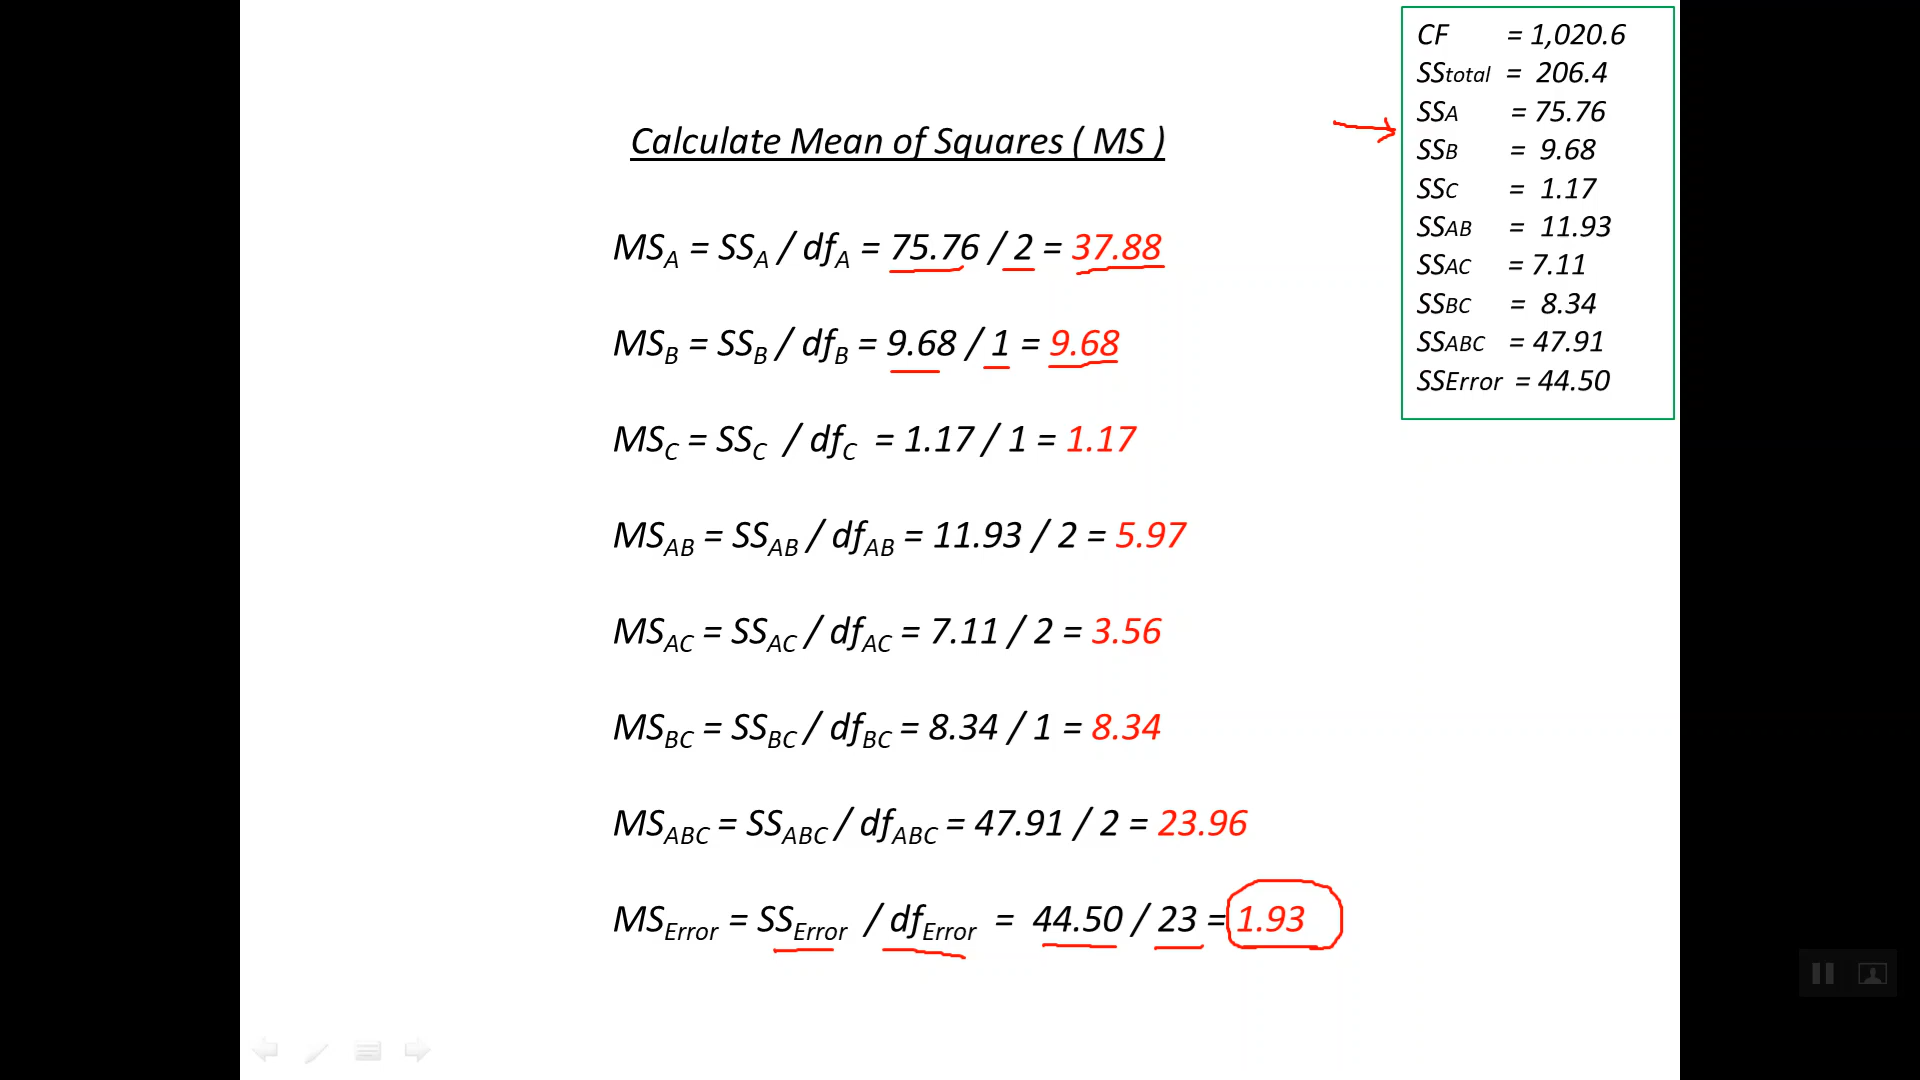 Calculate Mean of Squares ( MS )
MSA = SSA / dfA = 75.76 / 2 = 37.88
MSB = SSB / dfB = 9.68 / 1 = 9.68
MSC = SSC / dfC = 1.17 / 1 = 1.17
MSAB = SSAB / dfAB = 11.93 / 2 = 5.97
MSAC = SSAC / dfAC = 7.11 / 2 = 3.56
MSBC = SSBC / dfBC = 8.34 / 1 = 8.34
MSABC = SSABC / dfABC = 47.91 / 2 = 23.96
MSError = SSError / dfError = 44.50 / 23 = 1.93
CF = 1,020.6
SStotal = 206.4
SSA = 75.76
SSB = 9.68
SSC = 1.17
SSAB = 11.93
SSAC = 7.11
SSBC = 8.34
SSABC = 47.91
SSError = 44.50